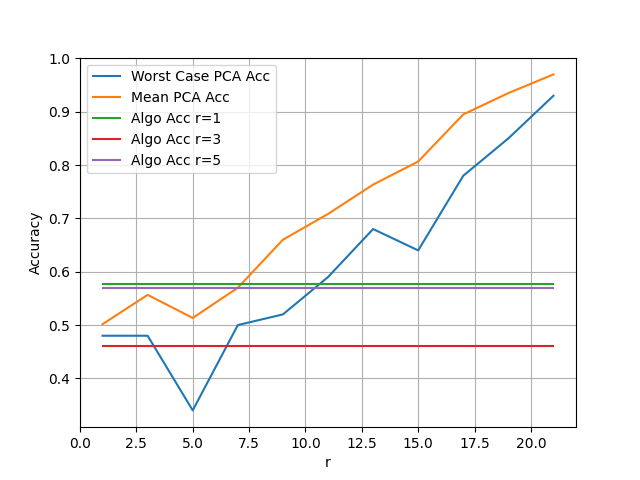 Worst Case PCA Acc
Mean PCA Acc
Algo Acc r=1
Algo Acc r=3
Algo Acc r=5
1.0
0.9
0.8
0.7
0.6
0.5
0.4
Accuracy
0.0 2.5 5.0 7.5 10.0 12.5 15.0 17.5 20.0
r